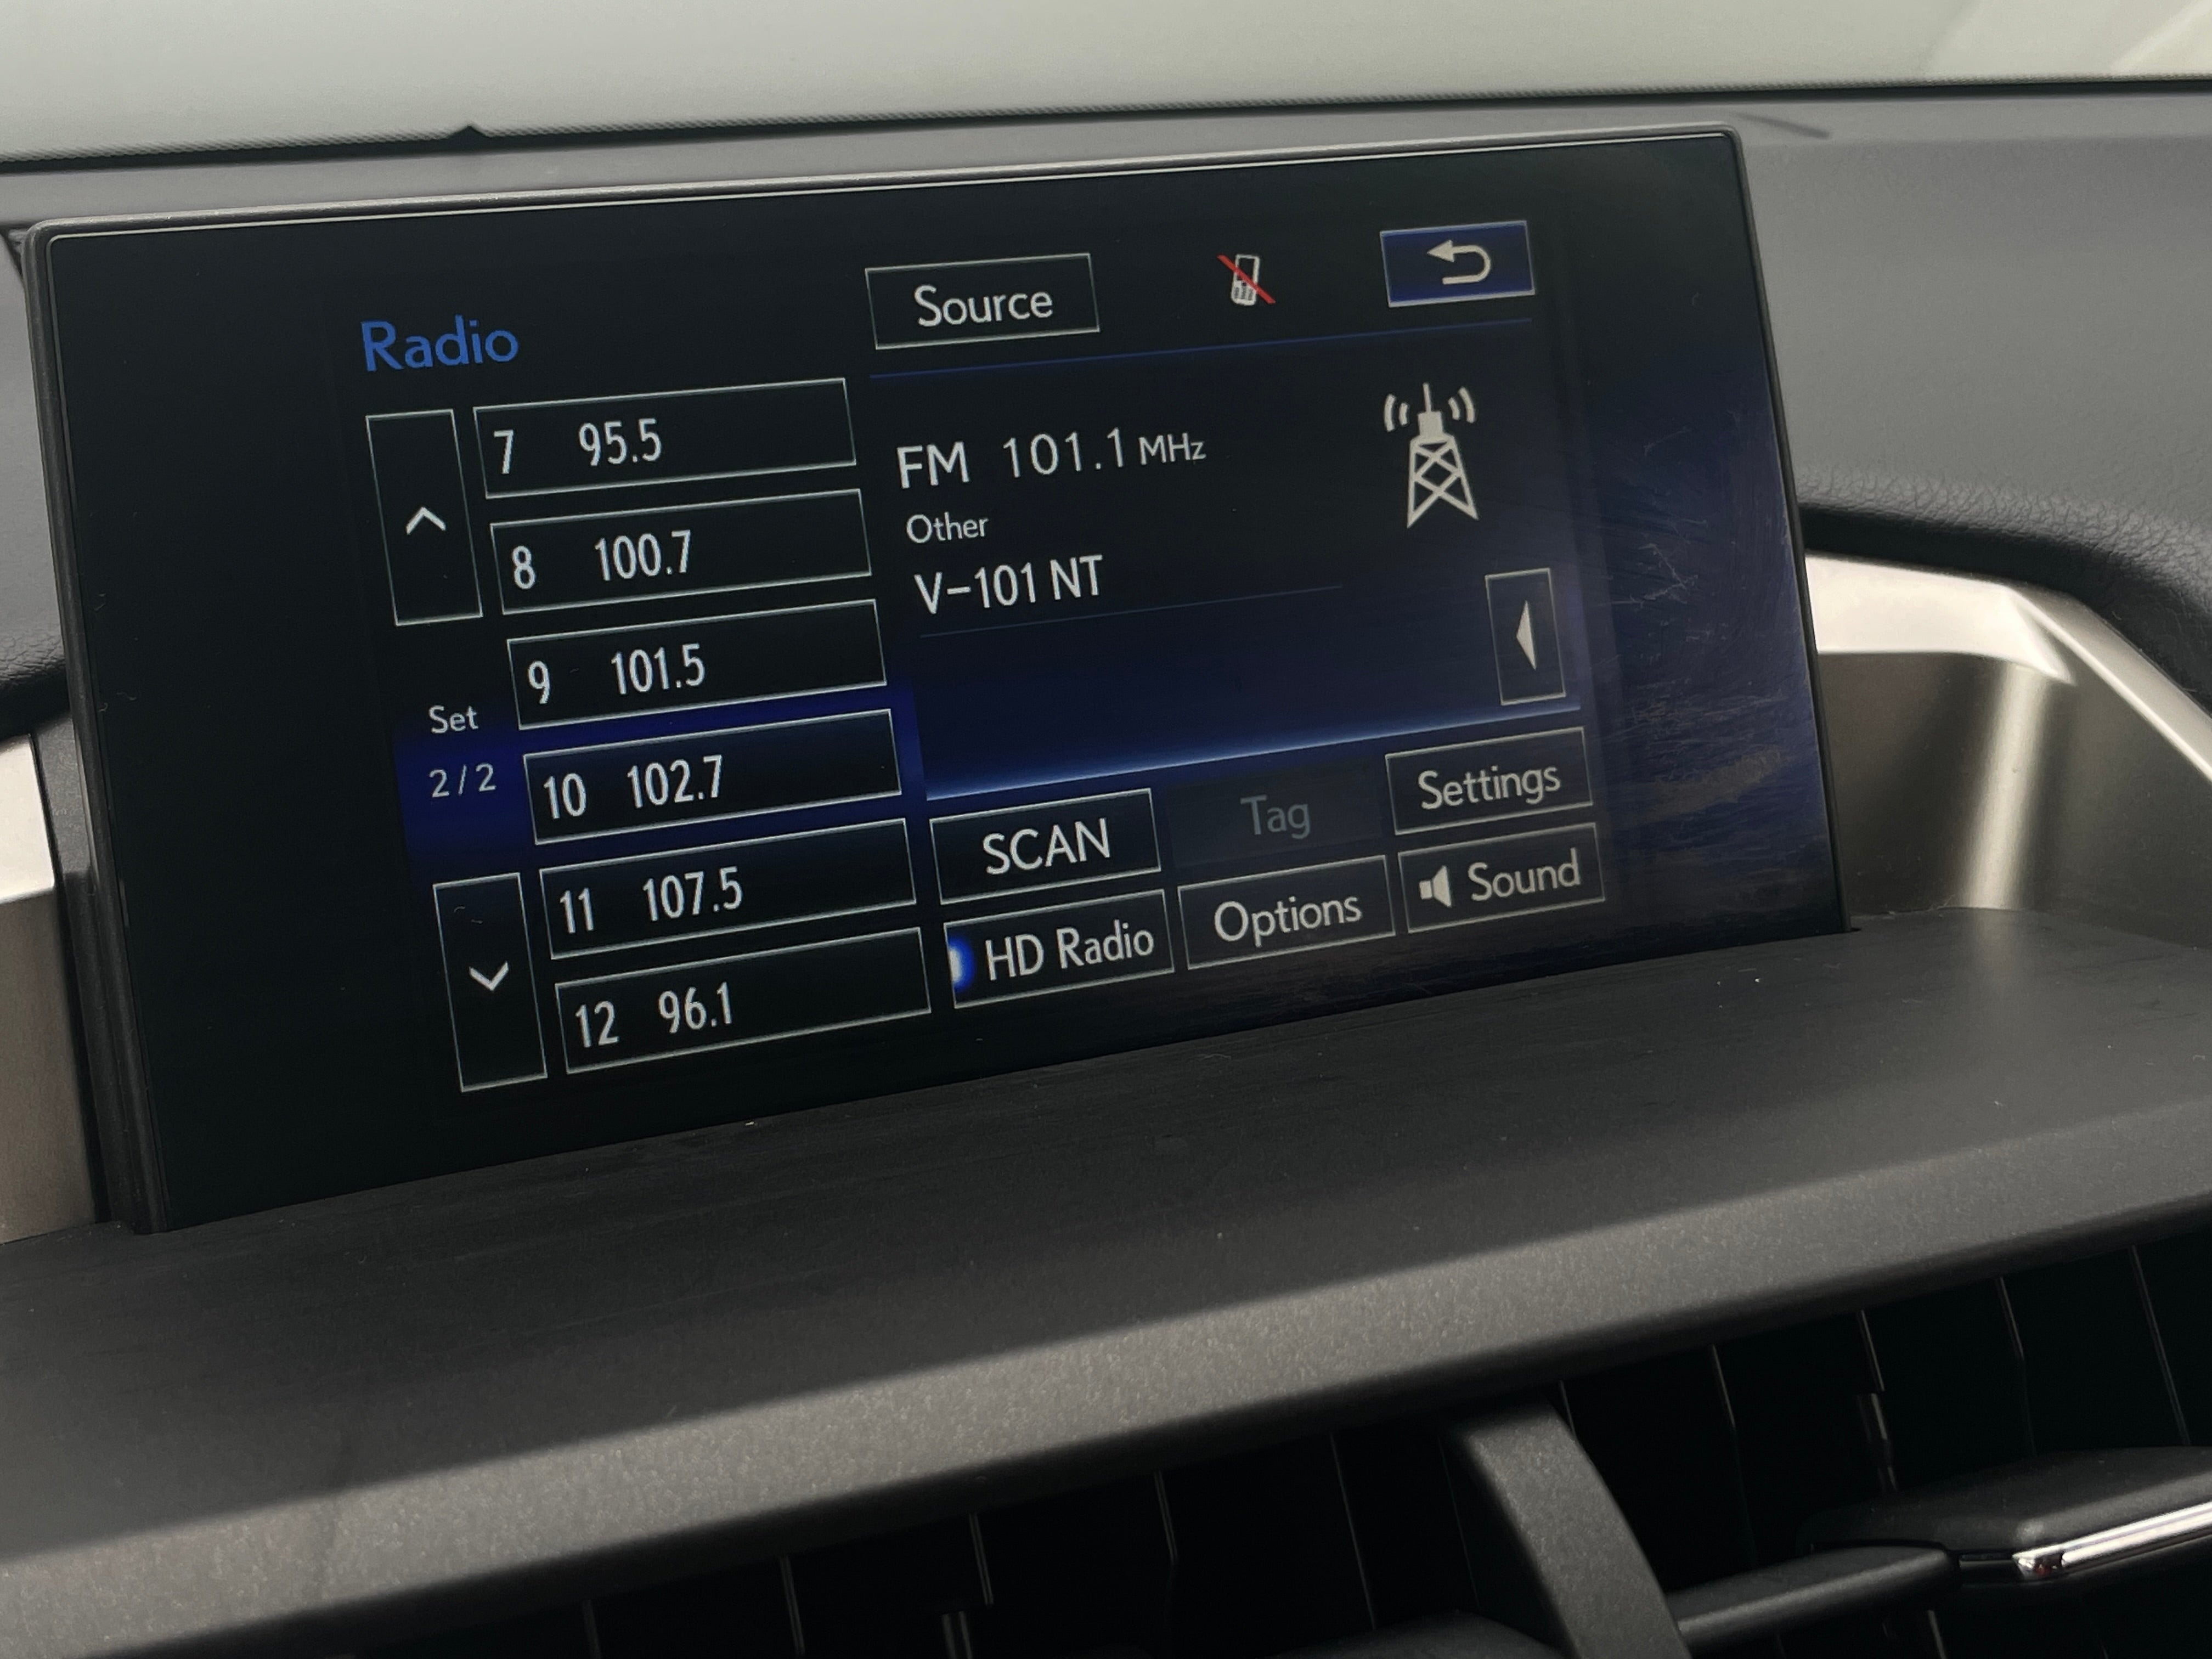 Radio
Source
7 95.5
8 100.7
9 101.5
10 102.7
11 107.5
12 96.1
Set
2/2
FM 101.1 MHz
Other
V-101 NT
SCAN
Tag
Settings
HD Radio
Options
Sound